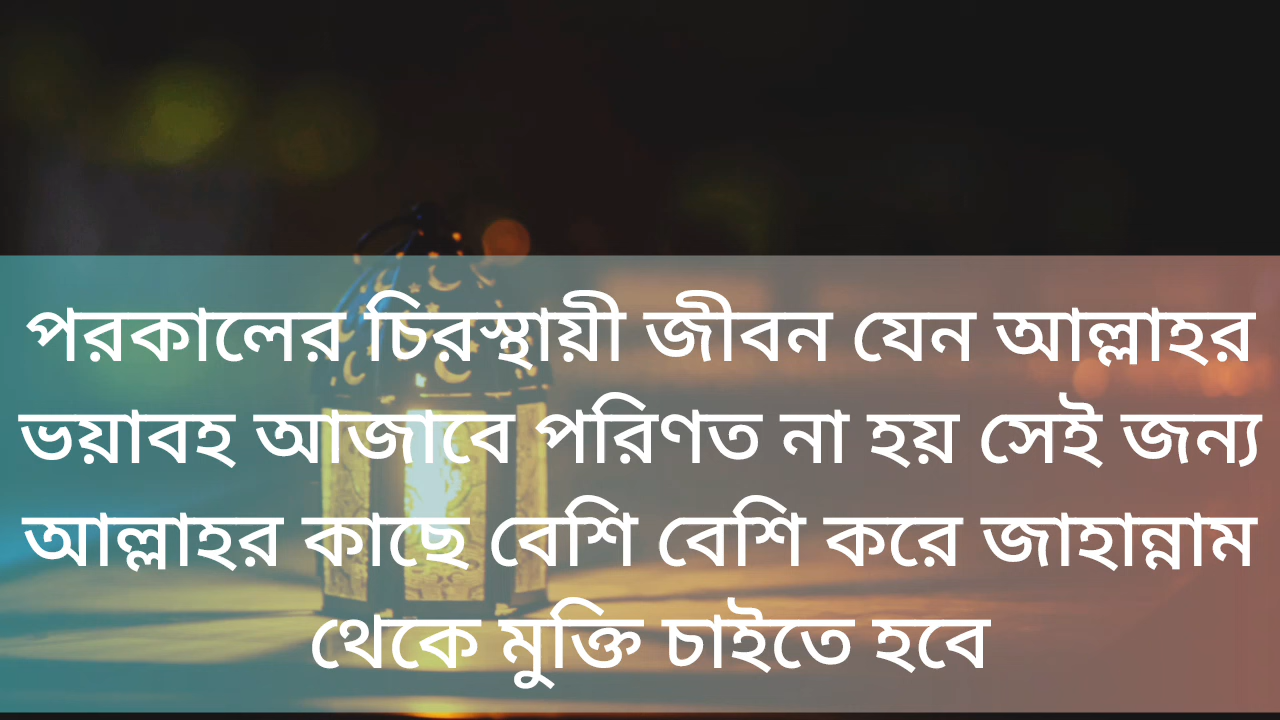 পরকালের চিরস্থায়ী জীবন যেন আল্লাহর
ভয়াবহ আজাবে পরিণত না হয় সেই জন্য
আল্লাহর কাছে বেশি বেশি করে জাহান্নাম
থেকে মুক্তি চাইতে হবে